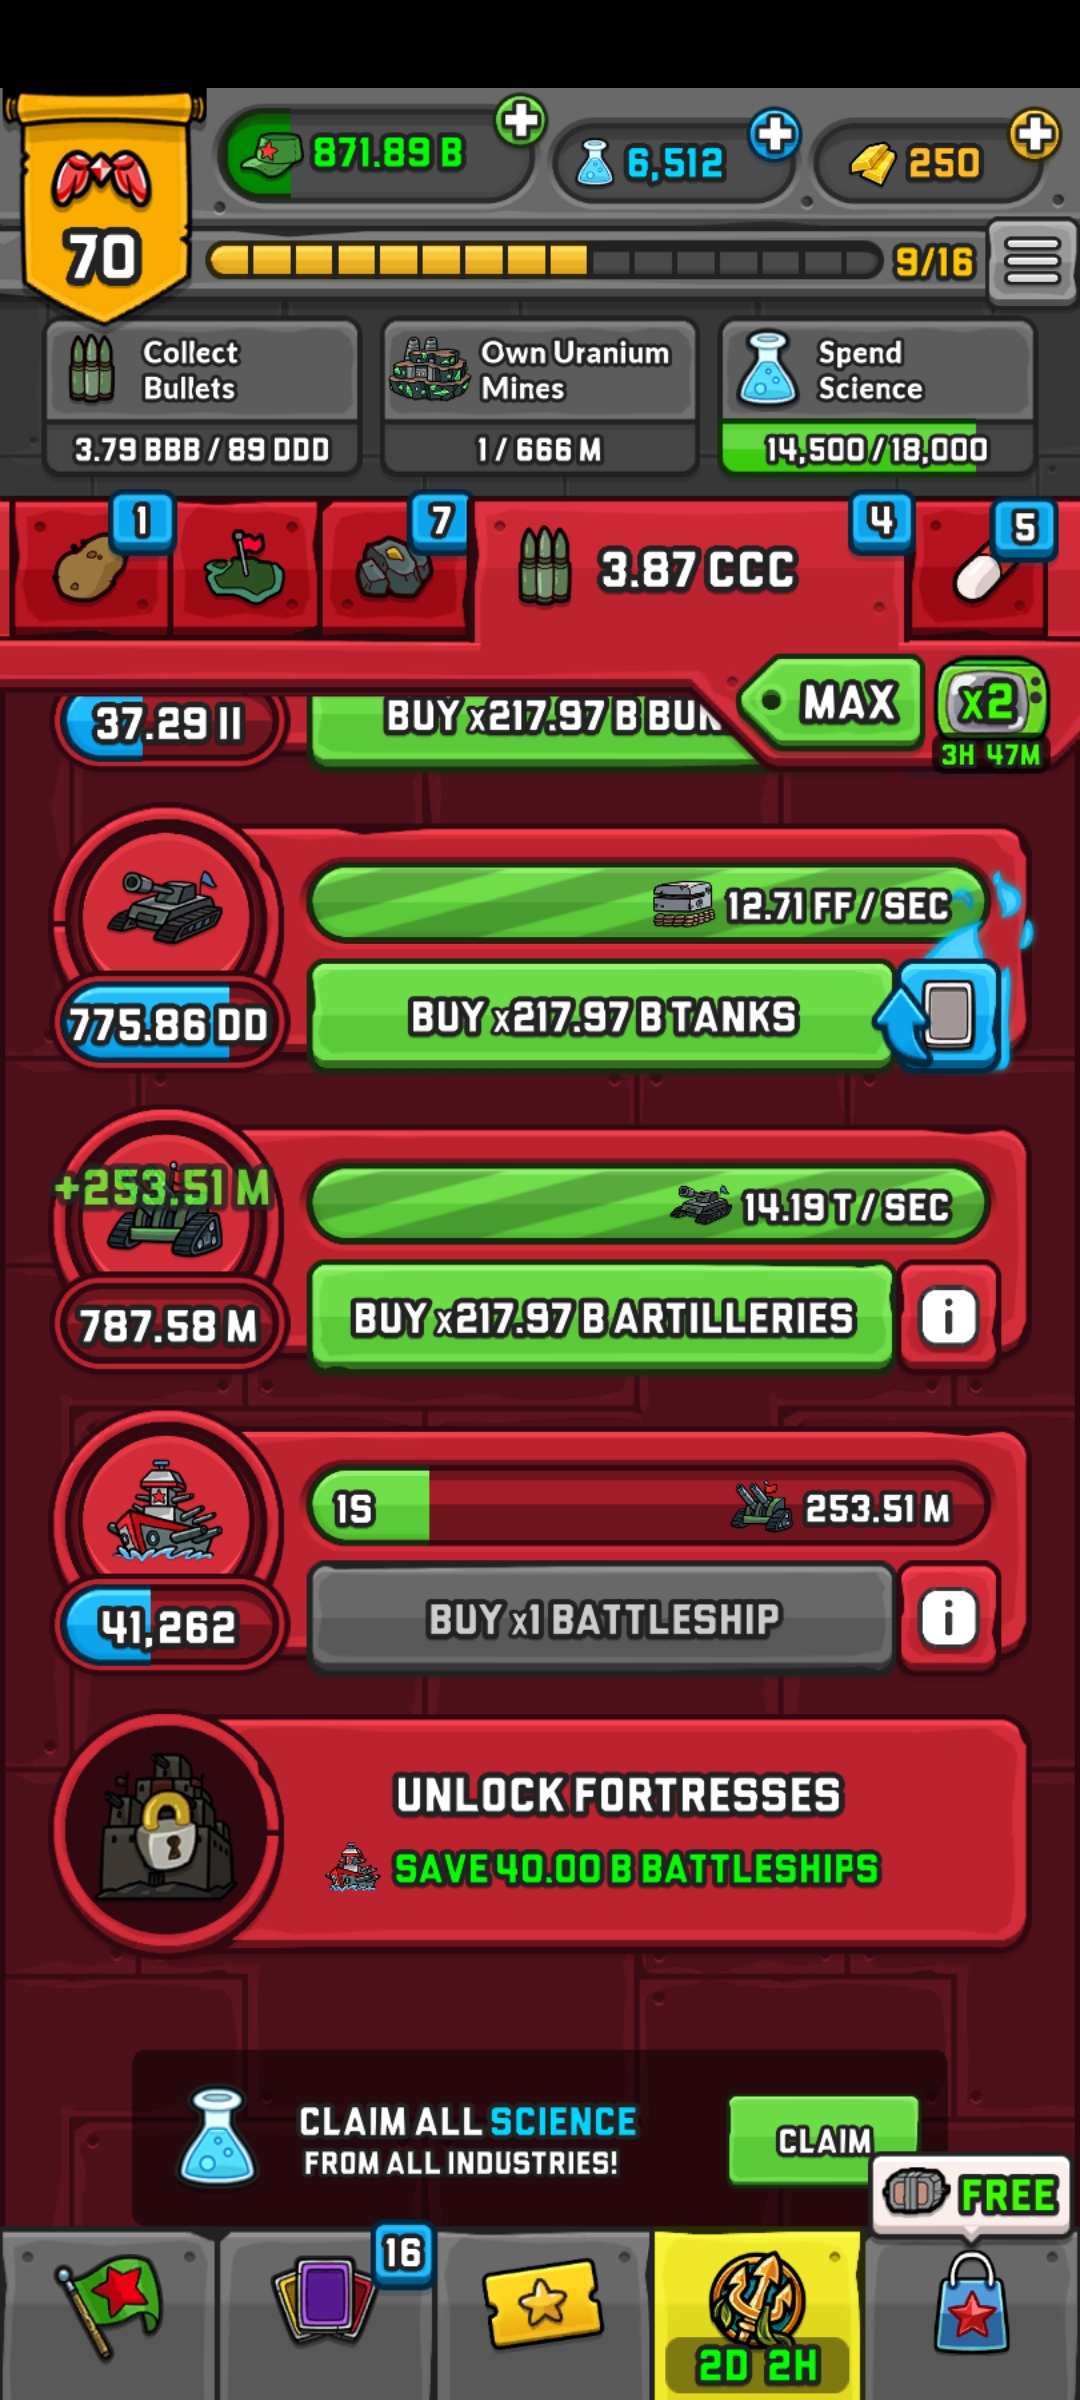 70
871.89 B
6,512
250
9/16
Collect
Bullets
3.79 BBB / 89 DDD
Own Uranium
Mines
1 / 666 M
Spend
Science
14,500/18,000
1
7
3.87 CCC
4
5
MAX
x2
3H 47M
37.29 II
BUY x217.97 B BUN
12.71 FF / SEC
775.86 DD
BUY x217.97 B TANKS
+253.51 M
14.19 T / SEC
787.58 M
BUY x217.97 B ARTILLERIES
i
1S
253.51 M
41,262
BUY x1 BATTLESHIP
i
UNLOCK FORTRESSES
SAVE 40.00 B BATTLESHIPS
CLAIM ALL SCIENCE
FROM ALL INDUSTRIES!
CLAIM
FREE
16
2D 2H